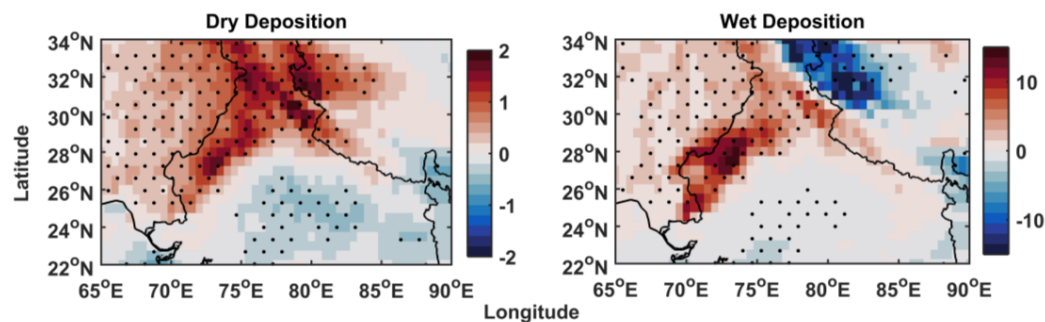 Dry Deposition
Wet Deposition
34°N
32°N
30°N
28°N
26°N
24°N
22°N
65°E 70°E 75°E 80°E 85°E 90°E
2
1
0
-1
-2
34°N
32°N
30°N
28°N
26°N
24°N
22°N
65°E 70°E 75°E 80°E 85°E 90°E
10
0
-10
Latitude
Longitude